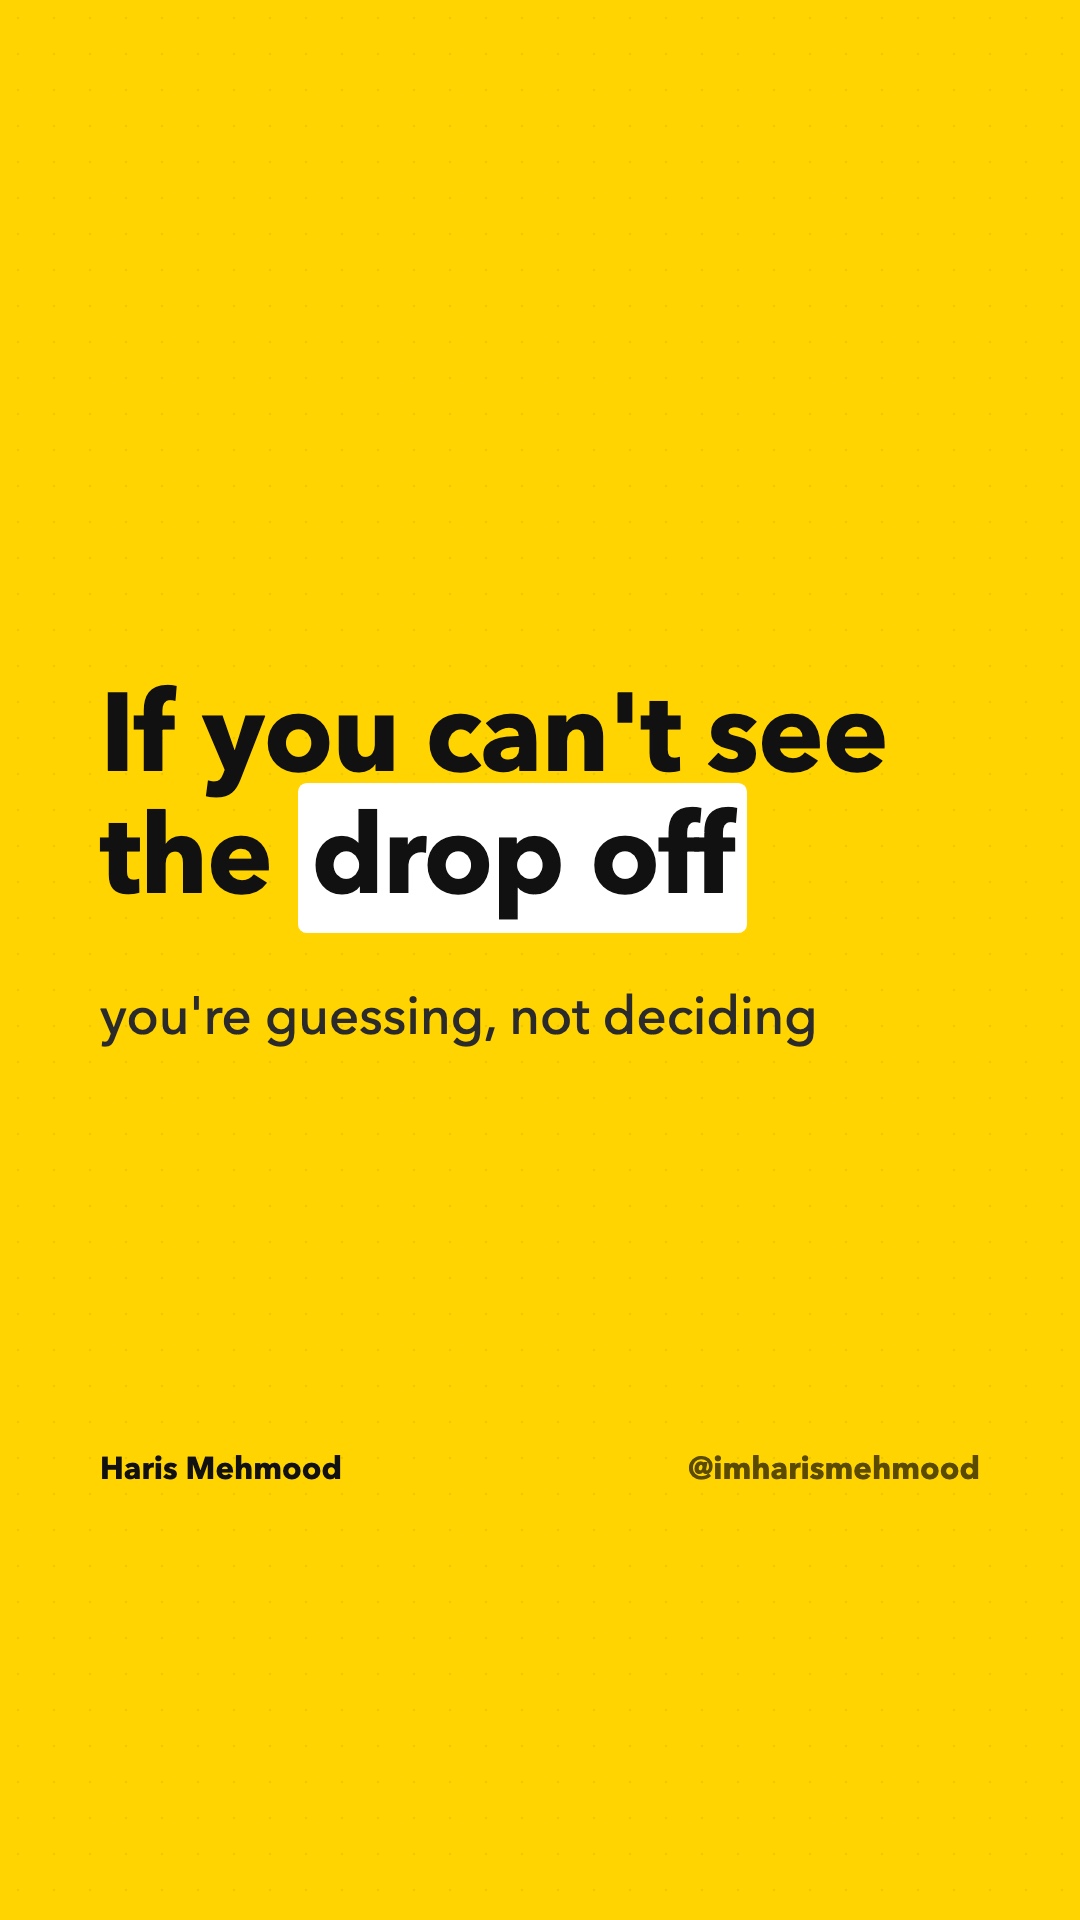 If you can't see
the drop off
you're guessing, not deciding
Haris Mehmood
@imharismehmood